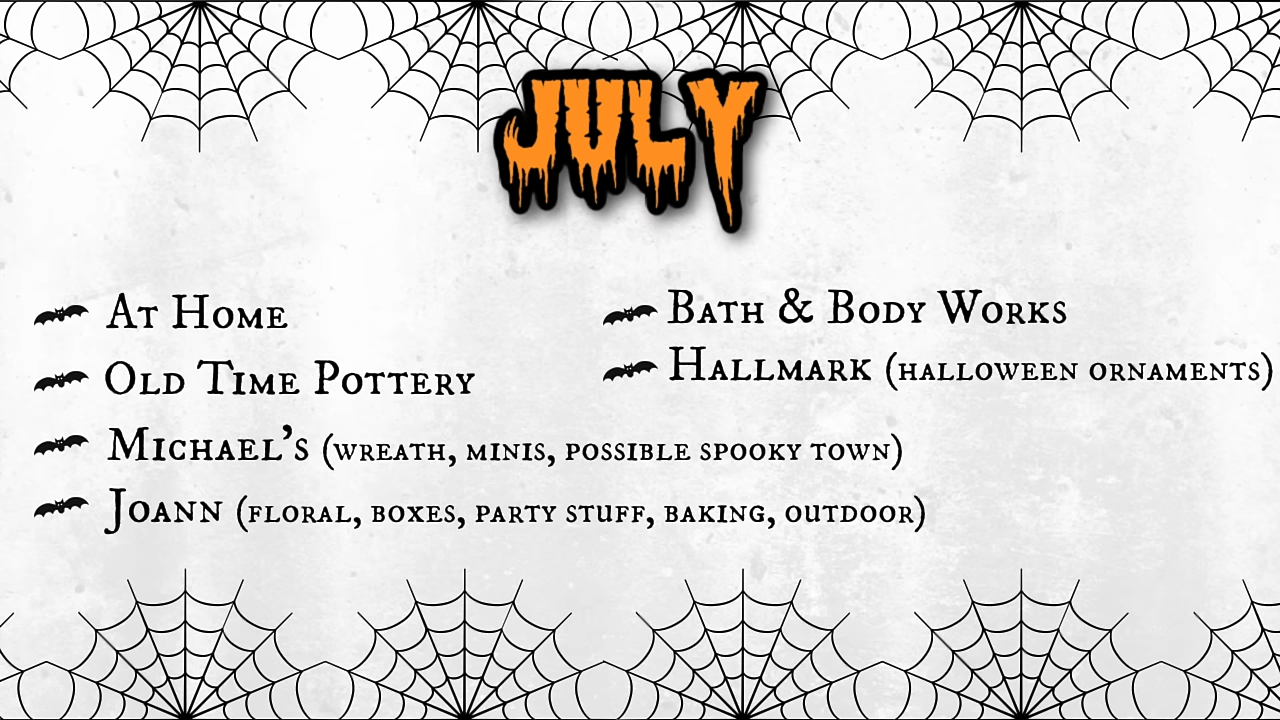 JULY
At Home
Old Time Pottery
Michael's (wreath, minis, possible spooky town)
Joann (floral, boxes, party stuff, baking, outdoor)
Bath & Body Works
Hallmark (halloween ornaments)